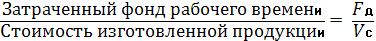 Затраченный фонд рабочего времени
Стоимость изготовленной продукции
=
Fд
Vс